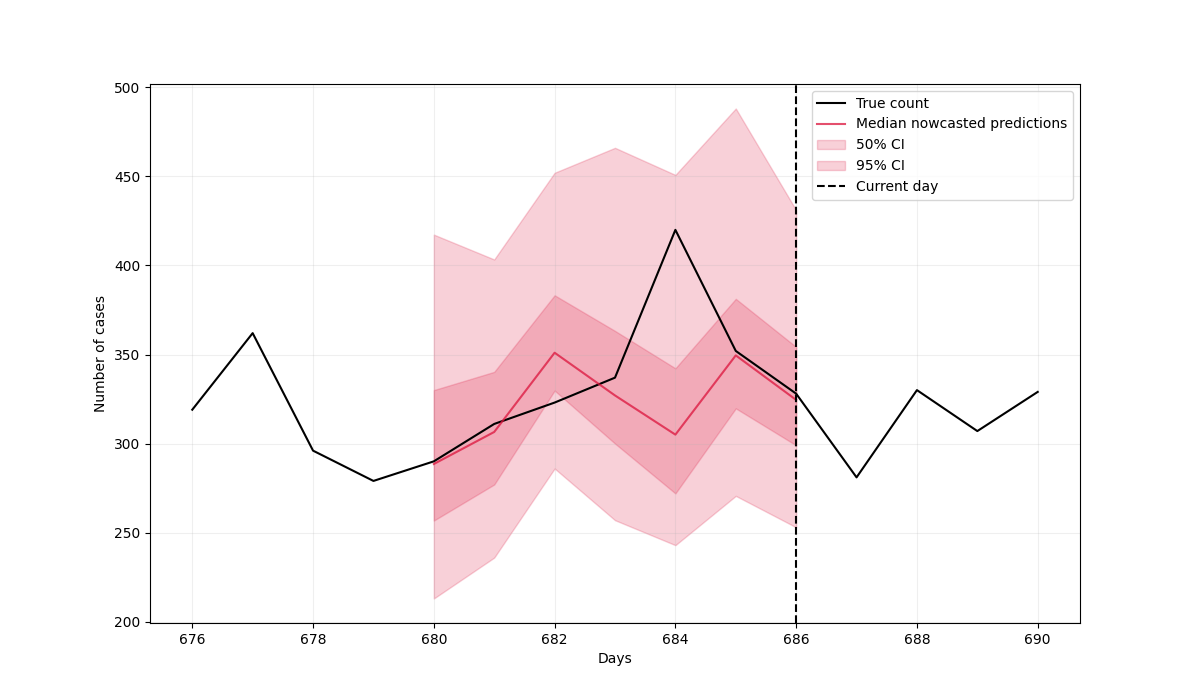 500
450
400
350
300
250
200
Number of cases
676 678 680 682 684 686 688 690
Days
True count
Median nowcasted predictions
50% CI
95% CI
Current day